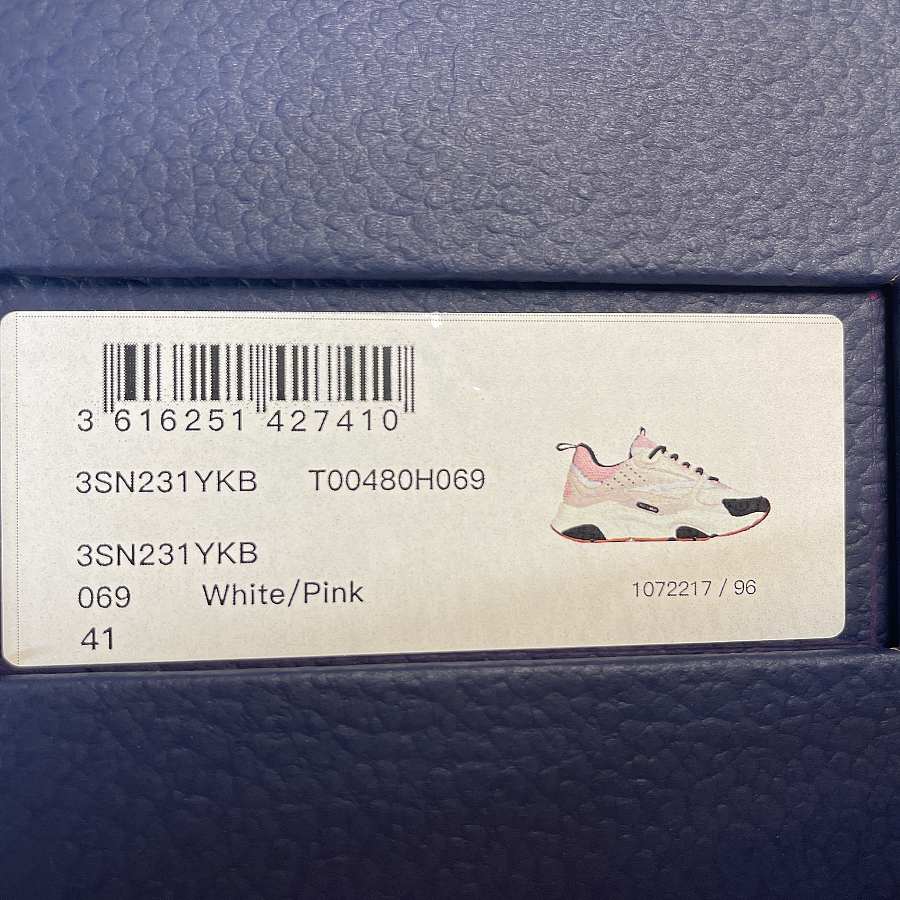 3 616251 427410
3SN231YKB T00480H069
3SN231YKB
069 White/Pink
1072217 / 96
41